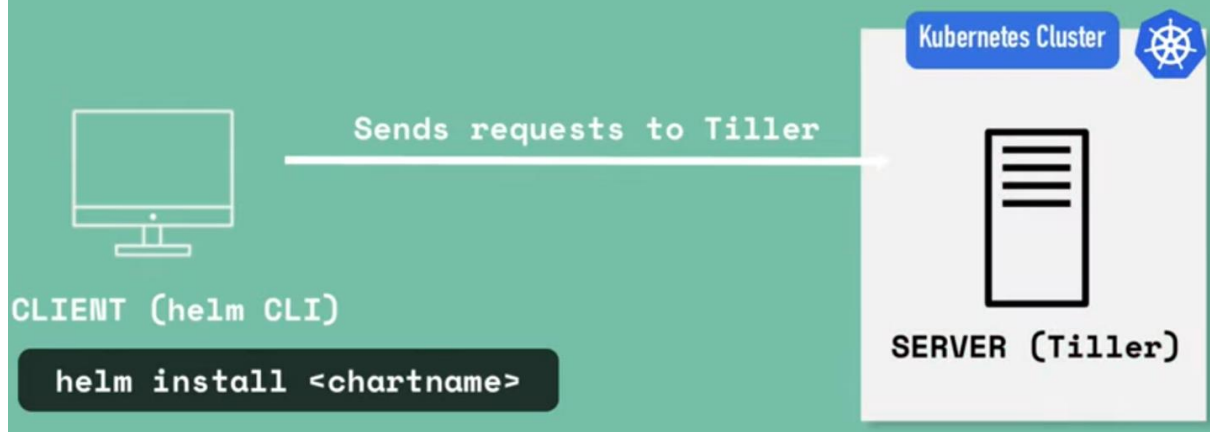 Kubernetes Cluster
Sends requests to Tiller
CLIENT (helm CLI)
helm install <chartname>
SERVER (Tiller)